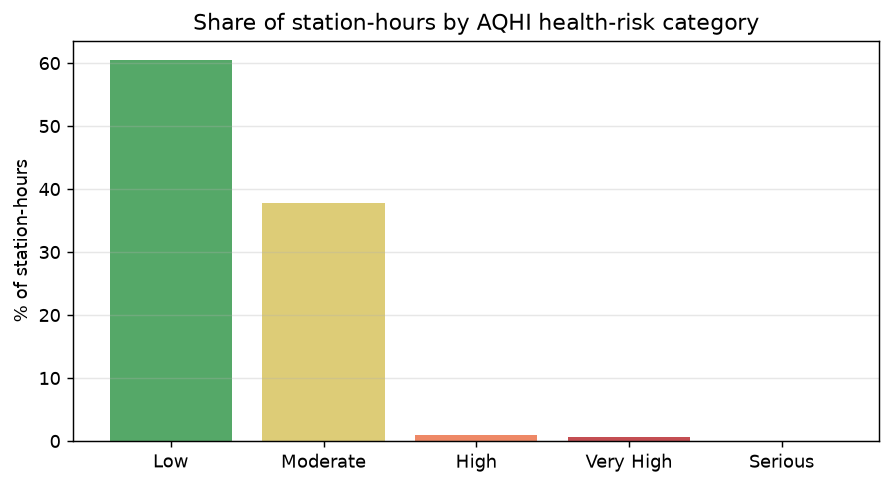 Share of station-hours by AQHI health-risk category
% of station-hours
60
50
40
30
20
10
0
Low Moderate High Very High Serious